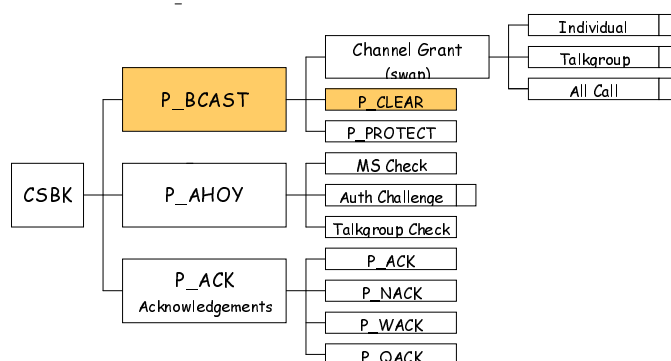 Individual
Channel Grant
(swap)
Talkgroup
All Call
P_BCAST
P_CLEAR
P_PROTECT
MS Check
CSBK
P_AHOY
Auth Challenge
Talkgroup Check
P_ACK
Acknowledgements
P_ACK
P_NACK
P_WACK
P_QACK